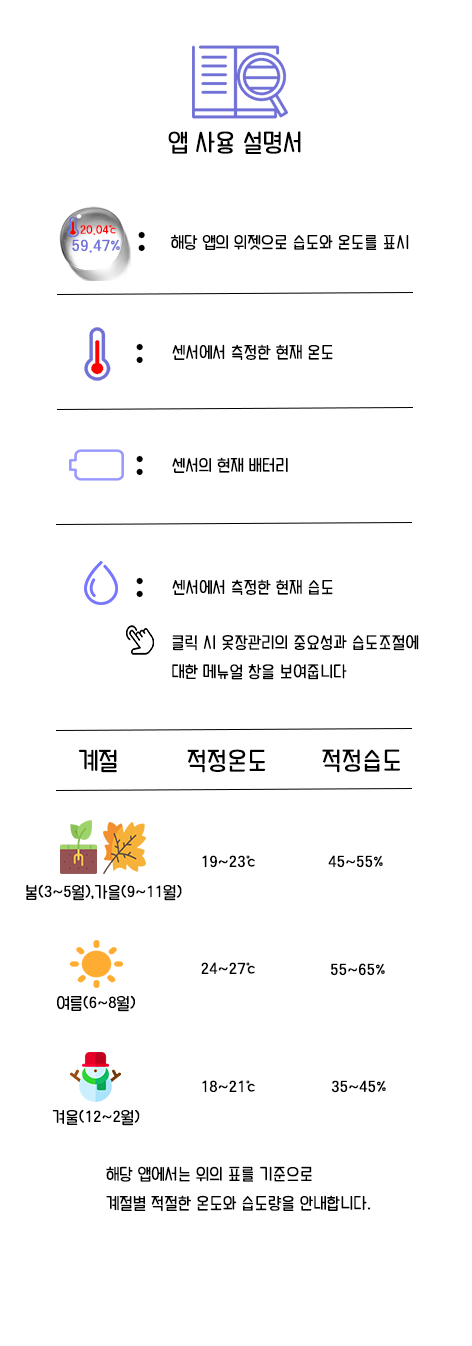 앱 사용 설명서
20.04℃
59.47%
: 해당 앱의 위젯으로 습도와 온도를 표시
: 센서에서 측정한 현재 온도
: 센서의 현재 배터리
: 센서에서 측정한 현재 습도
클릭 시 옷장관리의 중요성과 습도조절에
대한 메뉴얼 창을 보여줍니다
계절 적정온도 적정습도
봄(3~5월),가을(9~11월) 19~23℃ 45~55%
여름(6~8월) 24~27℃ 55~65%
겨울(12~2월) 18~21℃ 35~45%
해당 앱에서는 위의 표를 기준으로
계절별 적절한 온도와 습도량을 안내합니다.